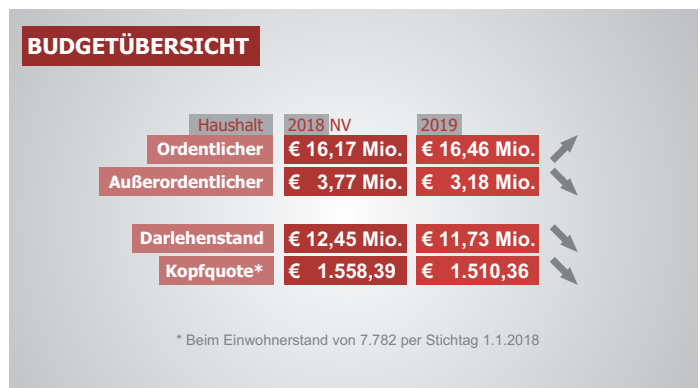 BUDGETÜBERSICHT
Haushalt 2018 NV 2019
Ordentlicher € 16,17 Mio. € 16,46 Mio.
Außerordentlicher € 3,77 Mio. € 3,18 Mio.
Darlehenstand € 12,45 Mio. € 11,73 Mio.
Kopfquote* € 1.558,39 € 1.510,36
* Beim Einwohnerstand von 7.782 per Stichtag 1.1.2018